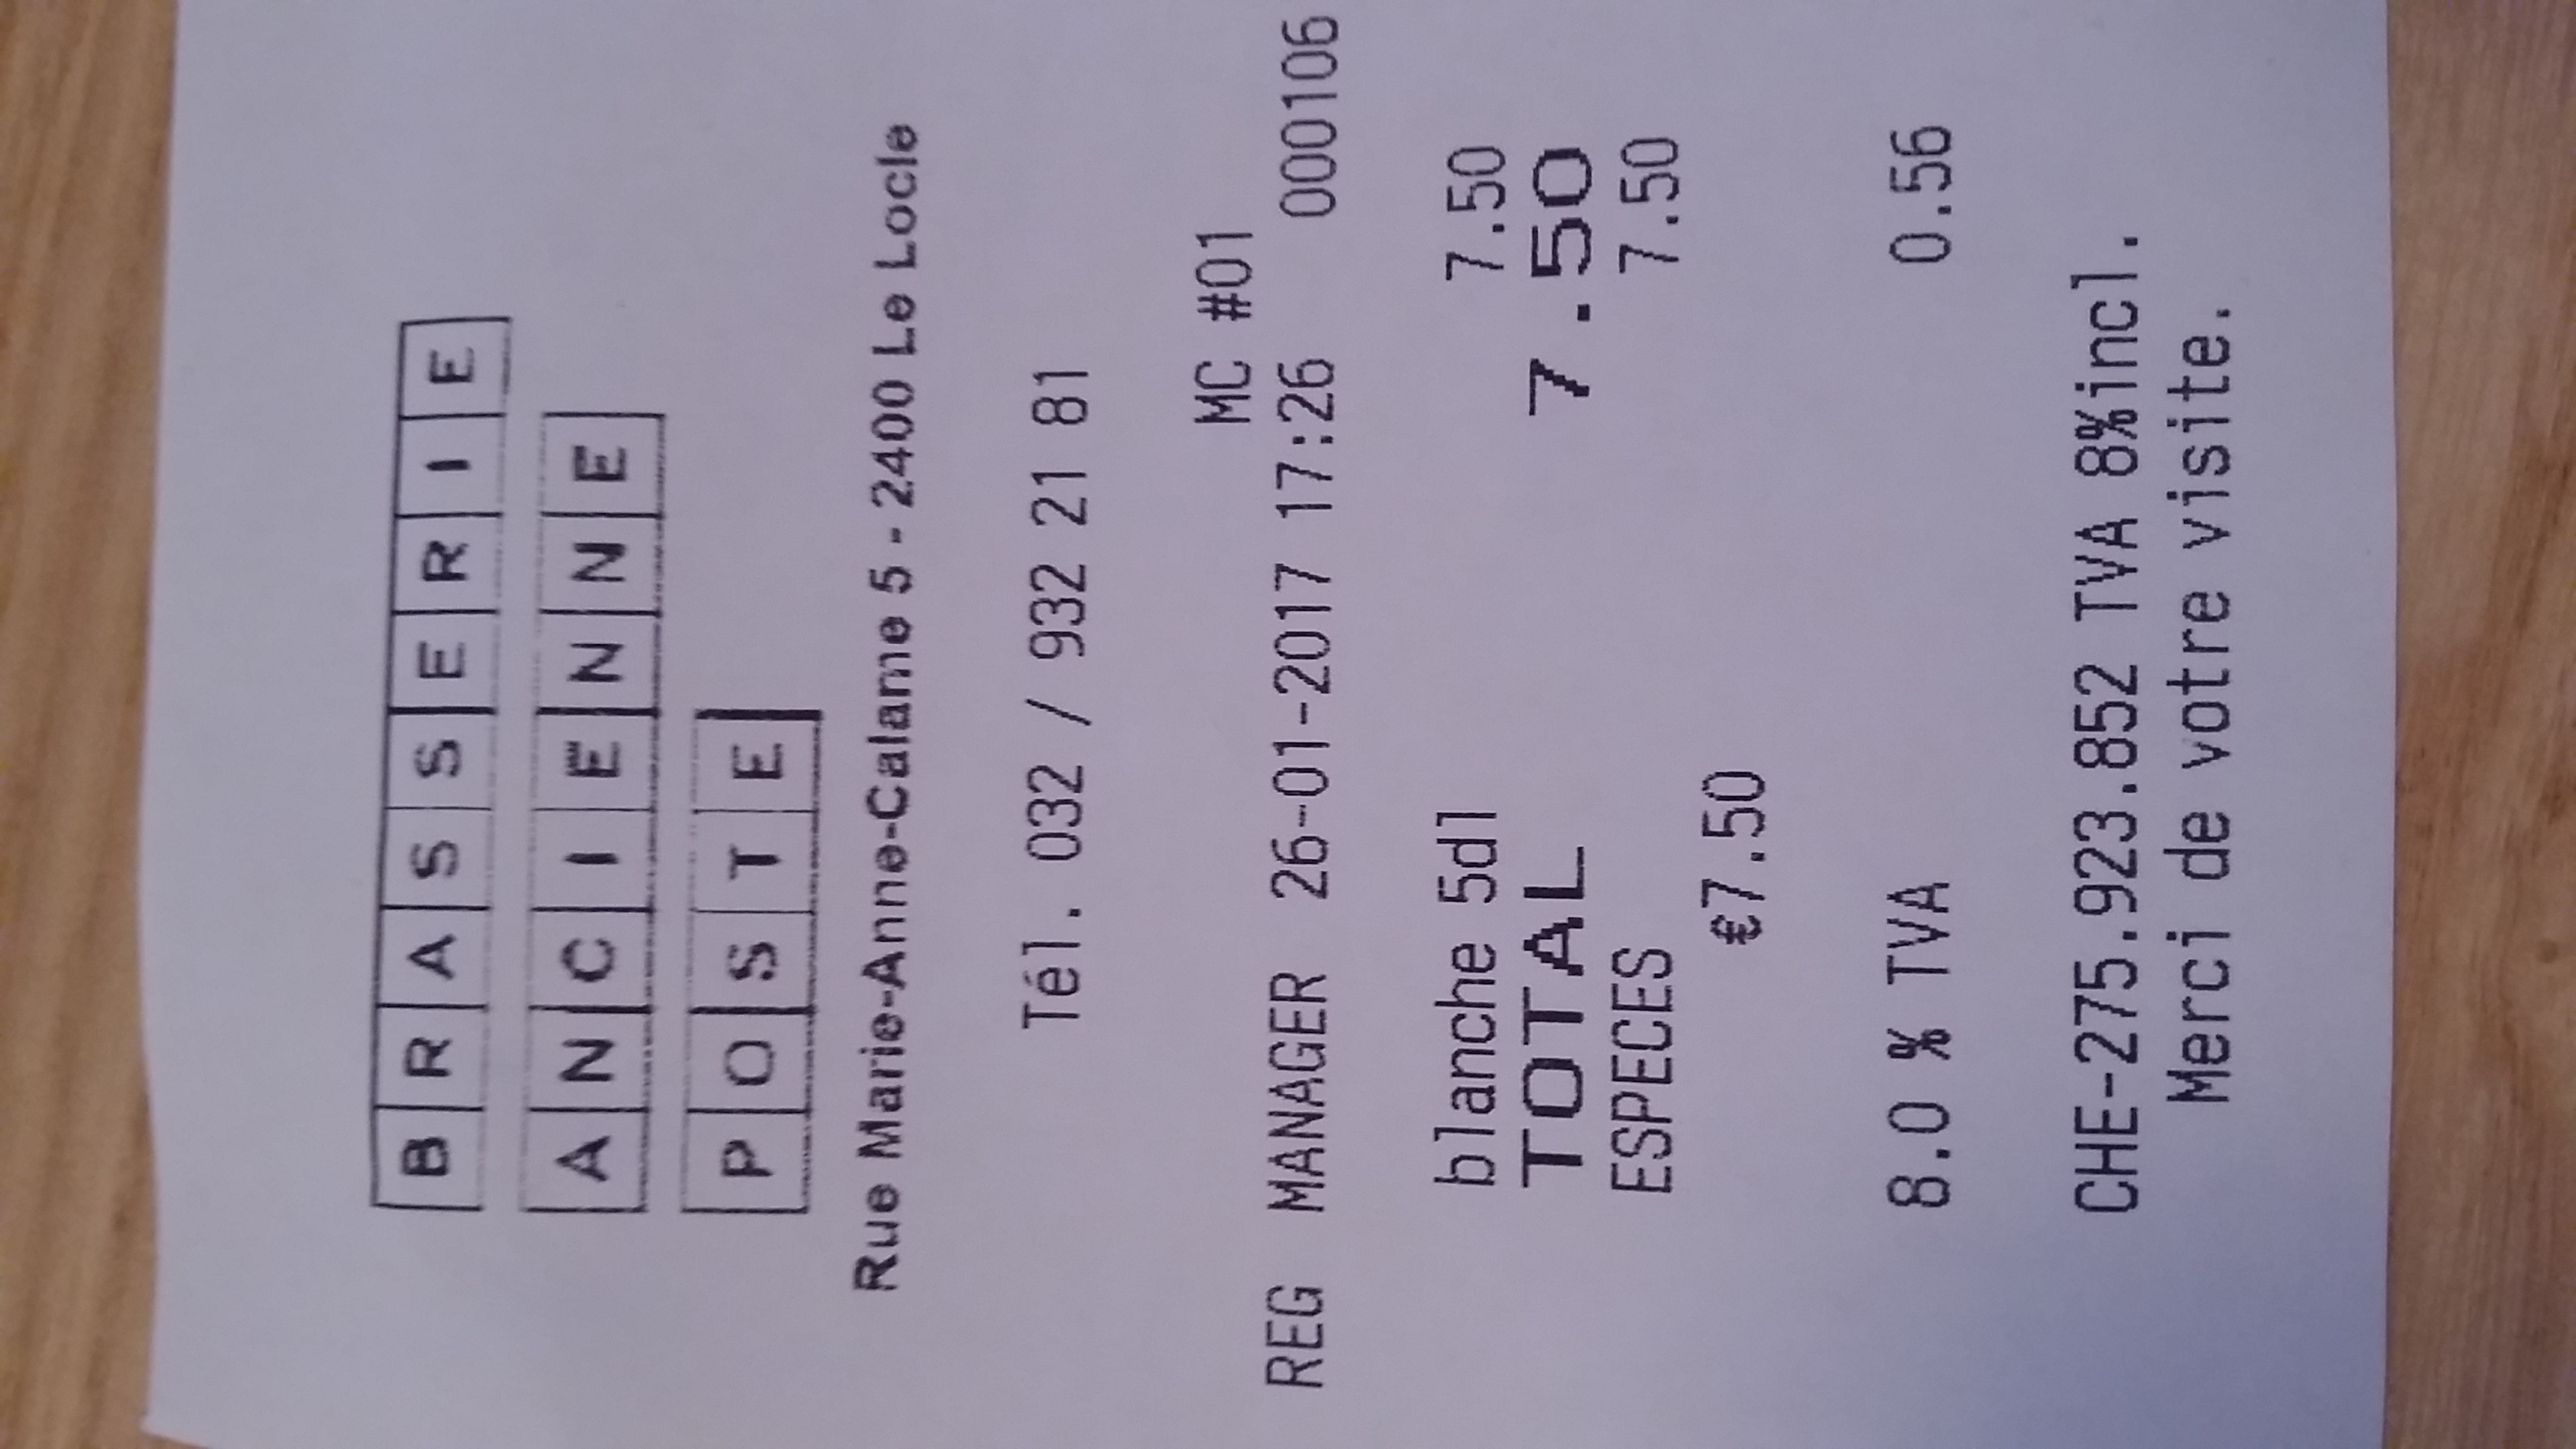 BRASSERIE
ANCIENNE
POSTE
Rue Marie-Anne-Calame 5 - 2400 Le Locle
Tél. 032 / 932 21 81
MC #01
REG MANAGER 26-01-2017 17:26 000106
blanche 5dl 7.50
TOTAL 7.50
ESPECES 7.50
€7.50
8.0 % TVA 0.56
CHE-275.923.852 TVA 8%incl.
Merci de votre visite.